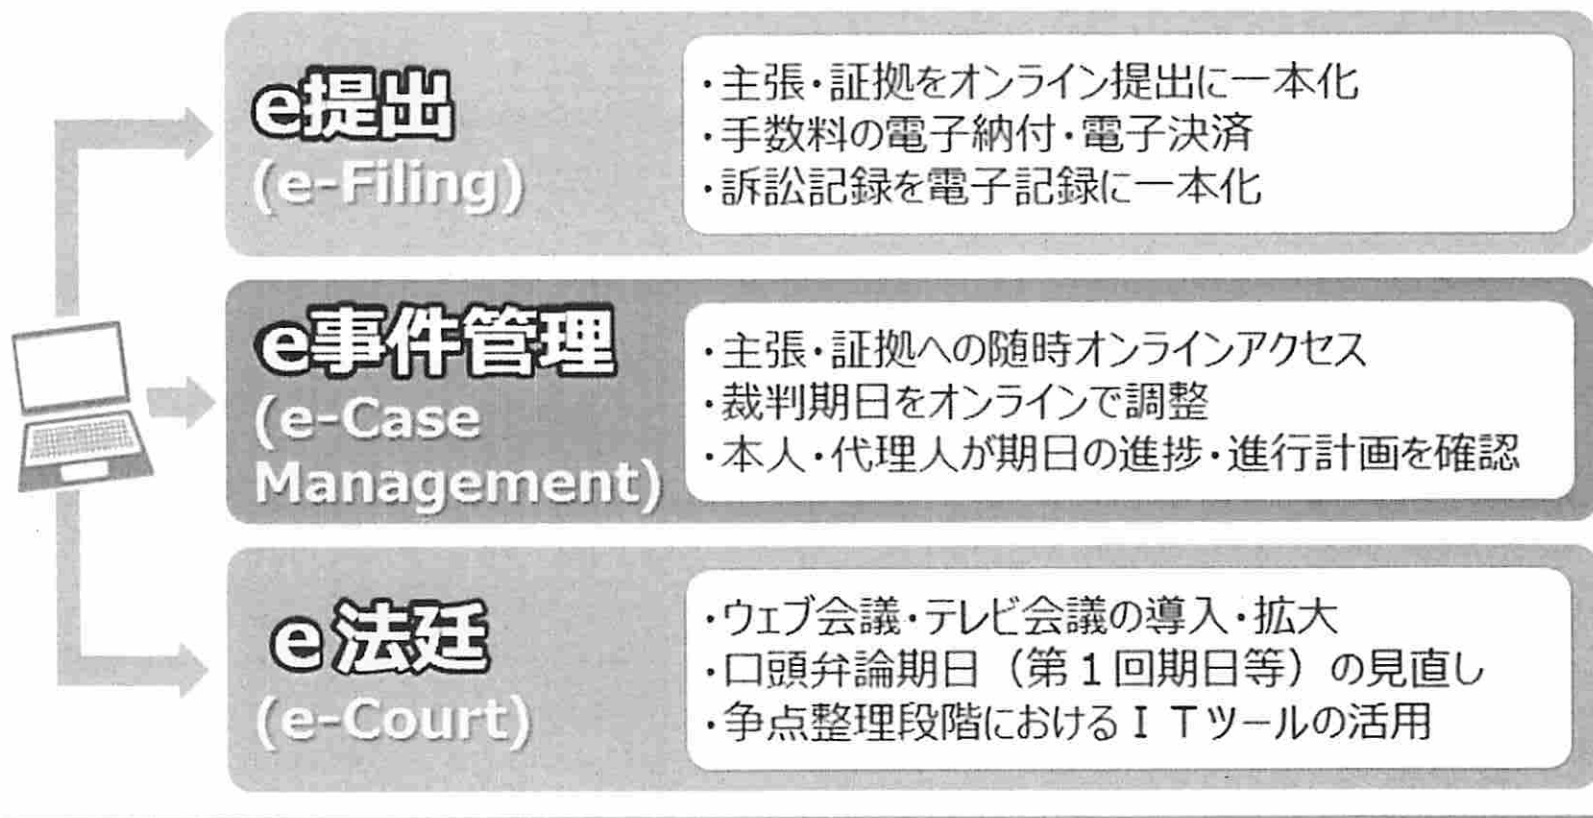 e提出
(e-Filing)
・主張・証拠をオンライン提出に一本化
・手数料の電子納付・電子決済
・訴訟記録を電子記録に一本化
e事件管理
(e-Case
Management)
・主張・証拠への随時オンラインアクセス
・裁判期日をオンラインで調整
・本人・代理人が期日の進捗・進行計画を確認
e法廷
(e-Court)
・ウェブ会議・テレビ会議の導入・拡大
・口頭弁論期日（第１回期日等）の見直し
・争点整理段階におけるＩＴツールの活用